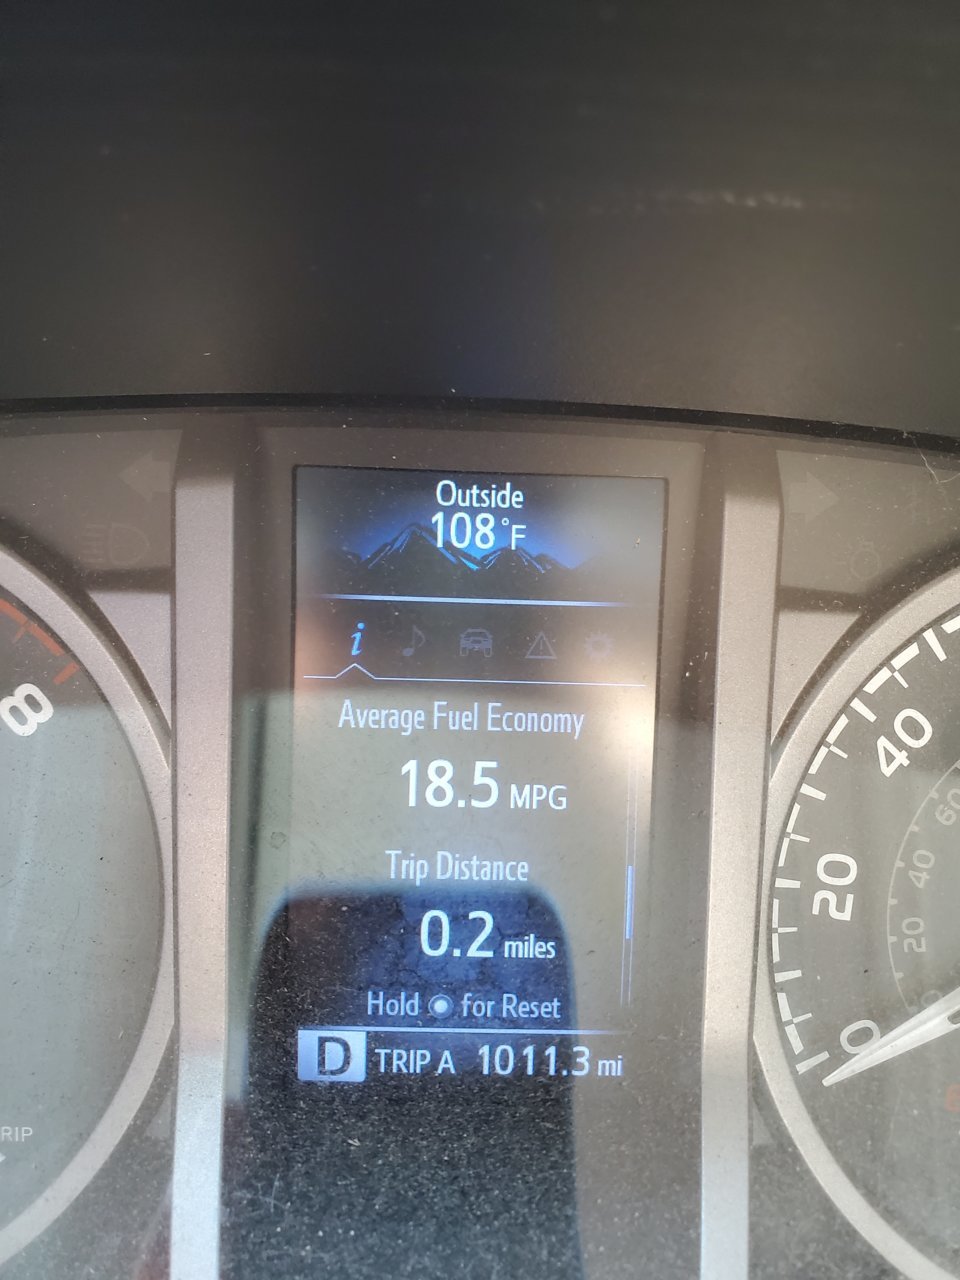 Outside
108°F
i
Average Fuel Economy
18.5 MPG
Trip Distance
0.2 miles
Hold for Reset
D TRIP A 1011.3 mi
8
RIP
40
20
0
60
40
20